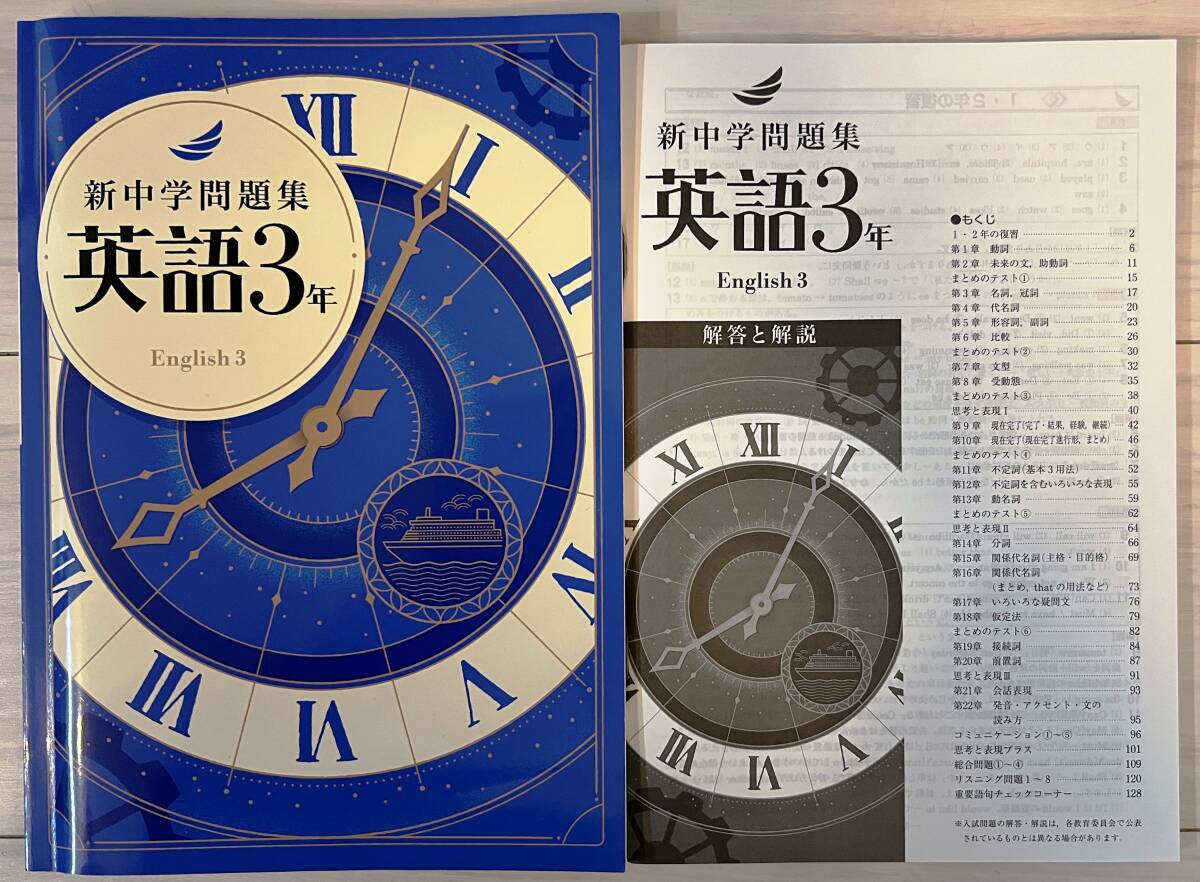 新中学問題集
英語3年
English 3
XII
I
II
IV
V
VI
VII
VIII
新中学問題集
英語3年
English 3
解答と解説
IX
XII
I
VII
VI
V
●もくじ
1・2年の復習 2
第1章 動詞 6
第2章 未来の文,助動詞 11
まとめのテスト① 15
第3章 名詞,冠詞 17
第4章 代名詞 20
第5章 形容詞,副詞 23
第6章 比較 26
まとめのテスト② 30
第7章 文型 32
第8章 受動態 35
まとめのテスト③ 38
思考と表現Ⅰ 40
第9章 現在完了(完了・結果,経験,継続) 42
第10章 現在完了(現在完了進行形,まとめ) 46
まとめのテスト④ 50
第11章 不定詞(基本3用法) 52
第12章 不定詞を含むいろいろな表現 55
第13章 動名詞 59
まとめのテスト⑤ 62
思考と表現Ⅱ 64
第14章 分詞 66
第15章 関係代名詞(主格・目的格) 69
第16章 関係代名詞
(まとめ,thatの用法など) 73
第17章 いろいろな疑問文 76
第18章 仮定法 79
まとめのテスト⑥ 82
第19章 接続詞 84
第20章 前置詞 87
思考と表現Ⅲ 91
第21章 会話表現 93
第22章 発音・アクセント・文の
読み方 95
コミュニケーション①~⑤ 96
思考と表現プラス 101
総合問題①~④ 109
リスニング問題1~8 120
重要語句チェックコーナー 128
※入試問題の解答・解説は,各教育委員会で公表
されているものとは異なる場合があります。